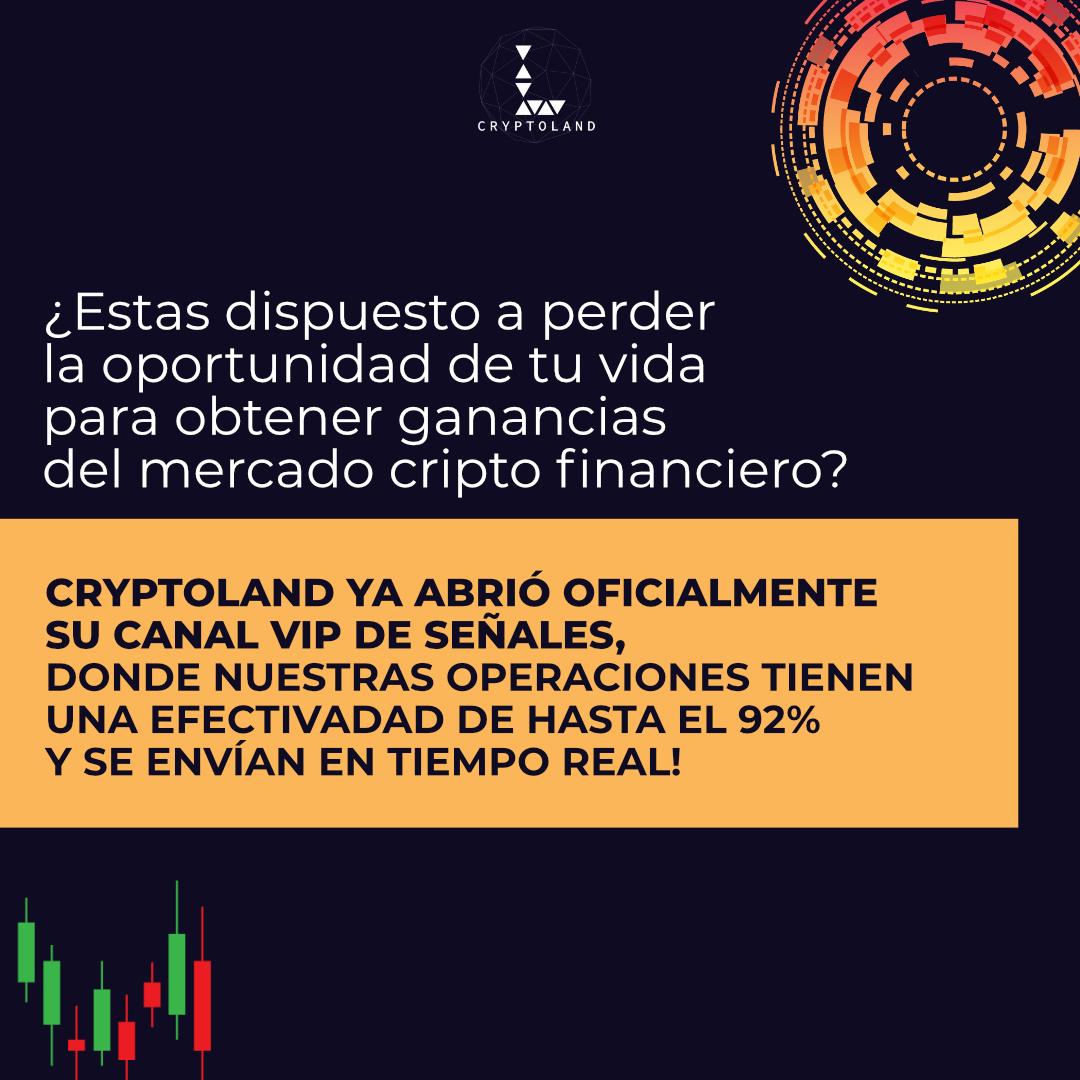 CRYPTOLAND
¿Estas dispuesto a perder
la oportunidad de tu vida
para obtener ganancias
del mercado cripto financiero?
CRYPTOLAND YA ABRIÓ OFICIALMENTE
SU CANAL VIP DE SEÑALES,
DONDE NUESTRAS OPERACIONES TIENEN
UNA EFECTIVADAD DE HASTA EL 92%
Y SE ENVÍAN EN TIEMPO REAL!